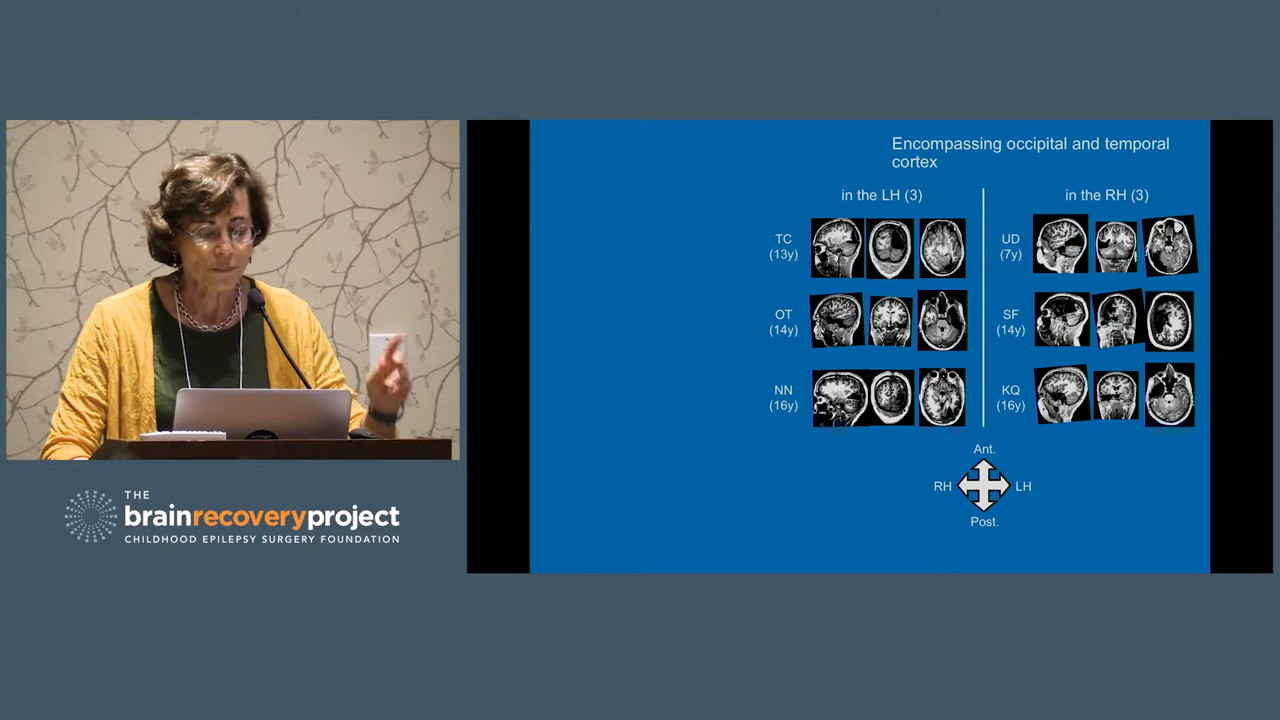 Encompassing occipital and temporal
cortex
in the LH (3)
in the RH (3)
TC
(13y)
UD
(7y)
OT
(14y)
SF
(14y)
NN
(16y)
KQ
(16y)
Ant.
RH
LH
Post.
THE
brainrecoveryproject
CHILDHOOD EPILEPSY SURGERY FOUNDATION